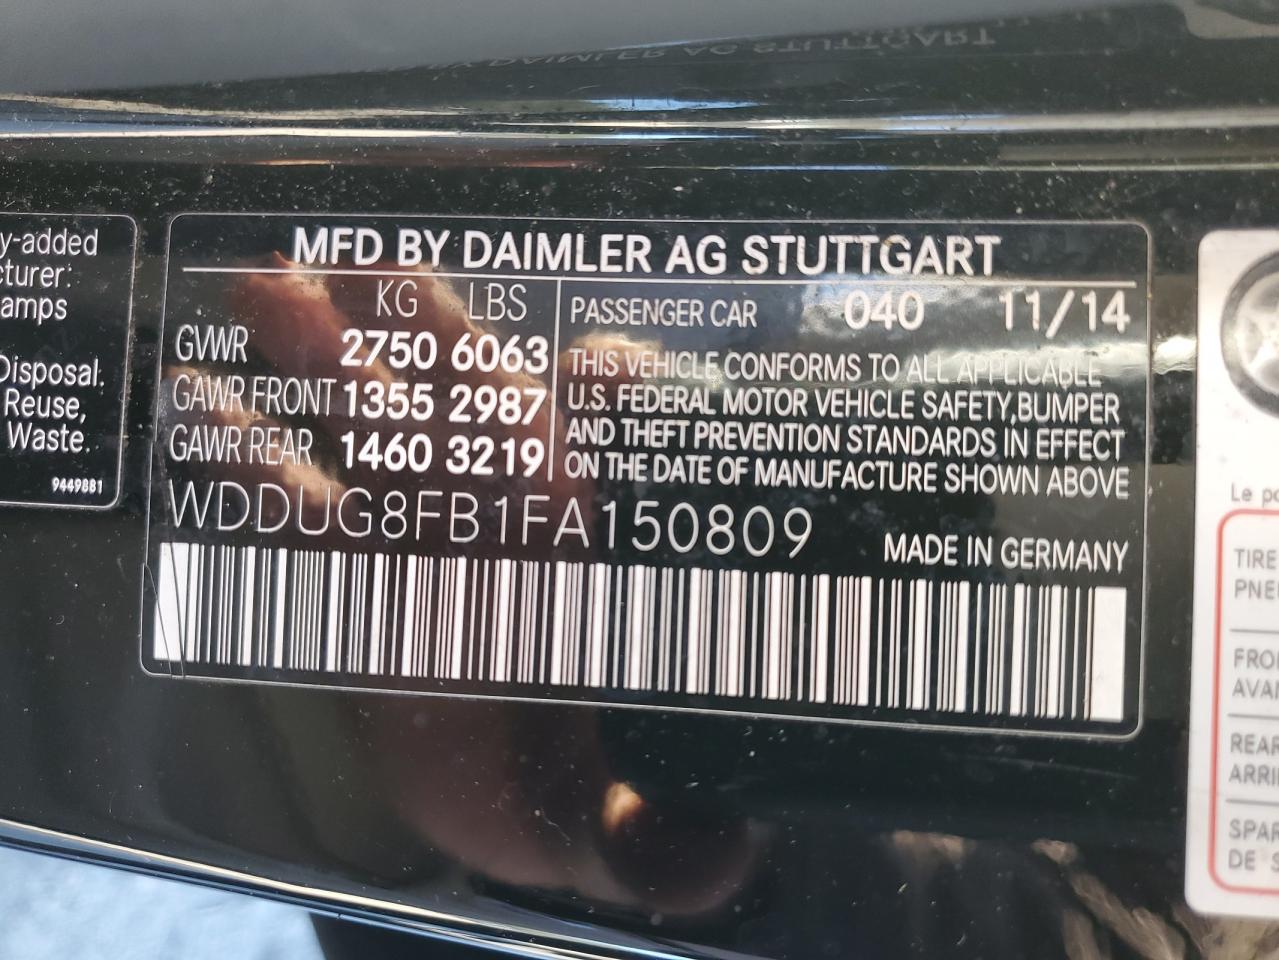 y-added
cturer:
amps
Disposal.
Reuse,
Waste.
9449881
MFD BY DAIMLER AG STUTTGART
KG LBS
GVWR 2750 6063
GAWR FRONT 1355 2987
GAWR REAR 1460 3219
PASSENGER CAR 040 11/14
THIS VEHICLE CONFORMS TO ALL APPLICABLE
U.S. FEDERAL MOTOR VEHICLE SAFETY, BUMPER
AND THEFT PREVENTION STANDARDS IN EFFECT
ON THE DATE OF MANUFACTURE SHOWN ABOVE
WDDUG8FB1FA150809
MADE IN GERMANY
Le po
TIRE
PNEU
FRO
AVA
REAR
ARRI
SPAR
DE S